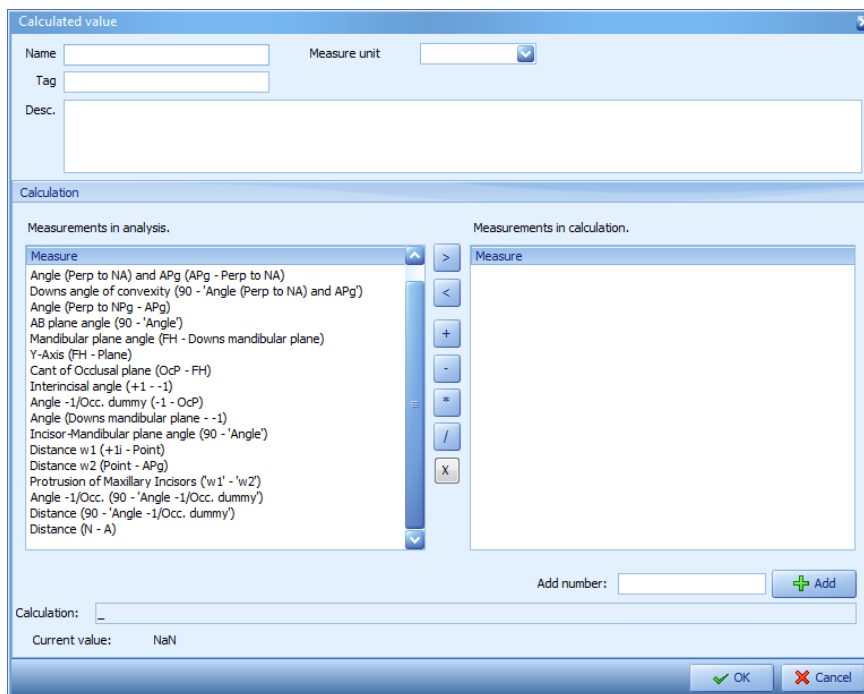 Calculated value
Name
Measure unit
Tag
Desc.
Calculation
Measurements in analysis.
Measurements in calculation.
Measure
Measure
Angle (Perp to NA) and APg (APg - Perp to NA)
Downs angle of convexity (90 - 'Angle (Perp to NA) and APg')
Angle (Perp to NPg - APg)
AB plane angle (90 - 'Angle')
Mandibular plane angle (FH - Downs mandibular plane)
Y-Axis (FH - Plane)
Cant of Occlusal plane (OcP - FH)
Interincisal angle (+1 - -1)
Angle -1/Occ. dummy (-1 - OcP)
Angle (Downs mandibular plane - -1)
Incisor-Mandibular plane angle (90 - 'Angle')
Distance w1 (+1i - Point)
Distance w2 (Point - APg)
Protrusion of Maxillary Incisors ('w1' - 'w2')
Angle -1/Occ. (90 - 'Angle -1/Occ. dummy')
Distance (90 - 'Angle -1/Occ. dummy')
Distance (N - A)
>
<
+
-
*
/
X
Add number:
Add
Calculation: _
Current value: NaN
OK
Cancel